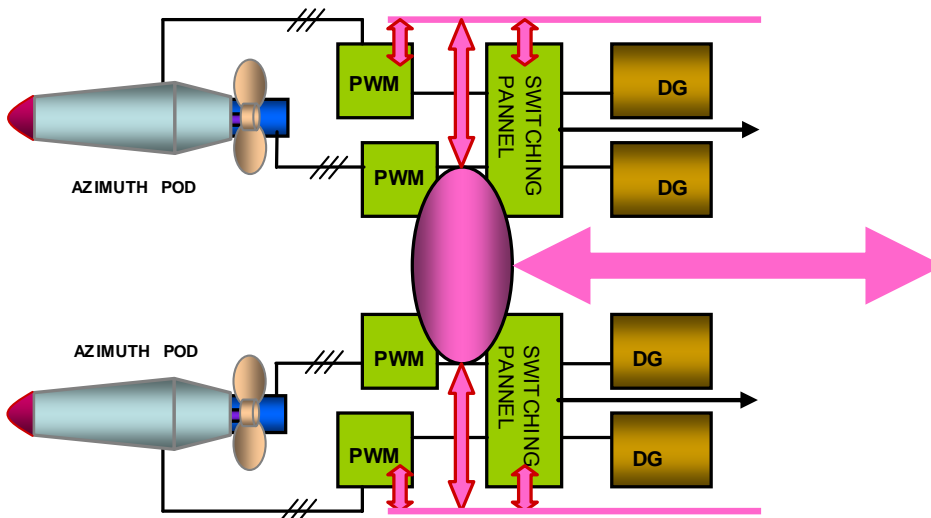 PWM
DG
SWITCHING
PANNEL
PWM
DG
AZIMUTH POD
AZIMUTH POD
PWM
DG
SWITCHING
PANNEL
PWM
DG